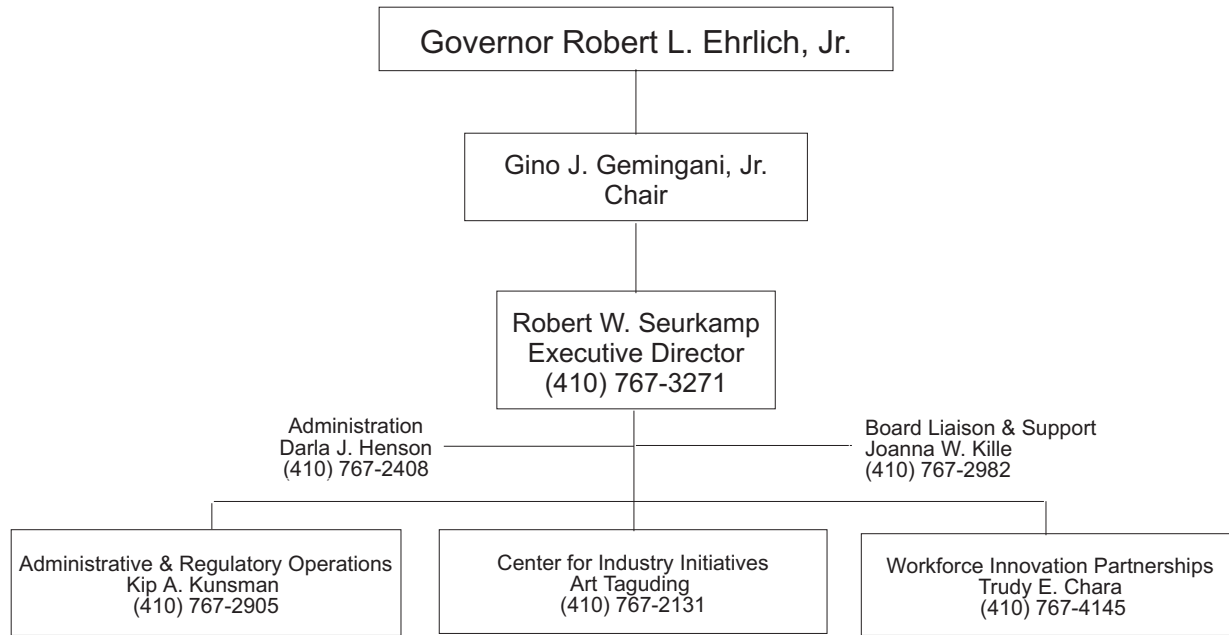 Governor Robert L. Ehrlich, Jr.
Gino J. Gemingani, Jr.
Chair
Robert W. Seurkamp
Executive Director
(410) 767-3271
Administration
Darla J. Henson
(410) 767-2408
Board Liaison & Support
Joanna W. Kille
(410) 767-2982
Administrative & Regulatory Operations
Kip A. Kunsman
(410) 767-2905
Center for Industry Initiatives
Art Taguding
(410) 767-2131
Workforce Innovation Partnerships
Trudy E. Chara
(410) 767-4145